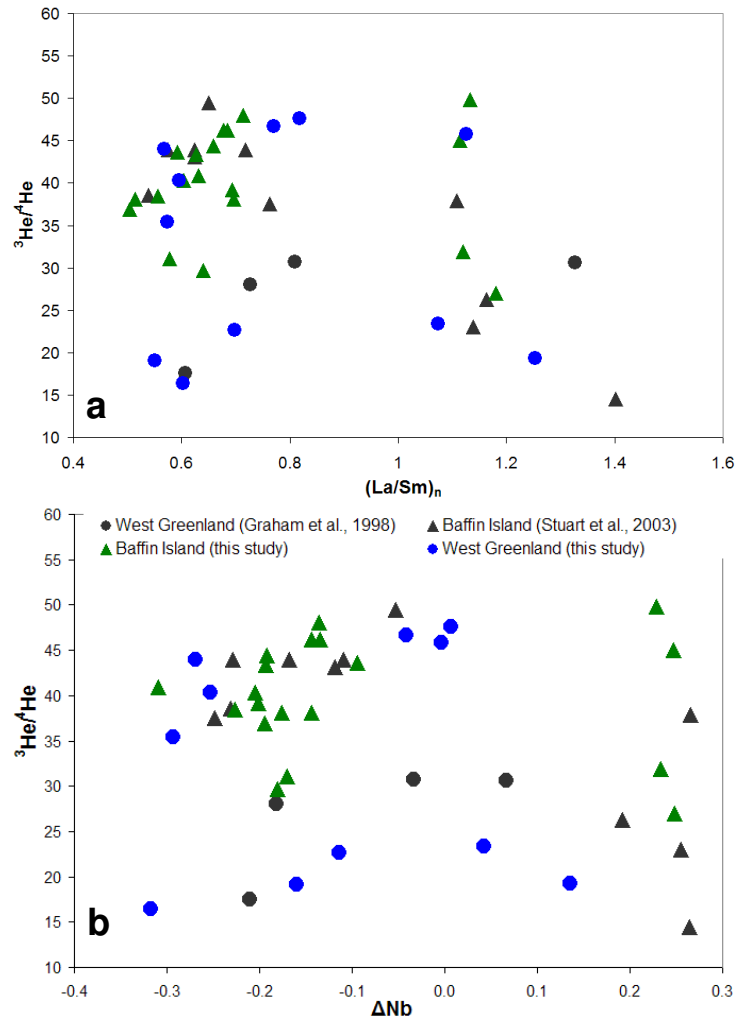 60
55
50
45
40
35
30
25
20
15
10
³He/⁴He
a
0.4 0.6 0.8 1 1.2 1.4 1.6
(La/Sm)ₙ
West Greenland (Graham et al., 1998) Baffin Island (Stuart et al., 2003)
Baffin Island (this study) West Greenland (this study)
60
55
50
45
40
35
30
25
20
15
10
³He/⁴He
b
-0.4 -0.3 -0.2 -0.1 0.0 0.1 0.2 0.3
ΔNb